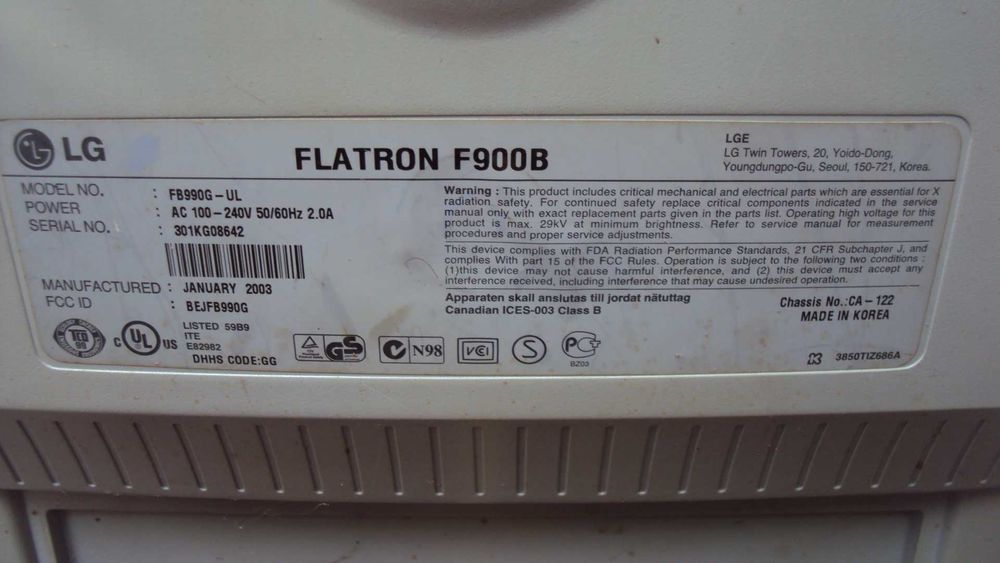 LG
FLATRON F900B
LGE
LG Twin Towers, 20, Yoido-Dong,
Youngdungpo-Gu, Seoul, 150-721, Korea.
MODEL NO. : FB990G-UL
POWER : AC 100-240V 50/60Hz 2.0A
SERIAL NO. : 301KG08642
MANUFACTURED : JANUARY 2003
FCC ID : BEJFB990G
Warning : This product includes critical mechanical and electrical parts which are essential for X
radiation safety. For continued safety replace critical components indicated in the service
manual only with exact replacement parts given in the parts list. Operating high voltage for this
product is max. 29kV at minimum brightness. Refer to service manual for measurement
procedures and proper service adjustments.
This device complies with FDA Radiation Performance Standards, 21 CFR Subchapter J, and
complies With part 15 of the FCC Rules. Operation is subject to the following two conditions :
(1)this device may not cause harmful interference, and (2) this device must accept any
interference received, including interference that may cause undesired operation.
Apparaten skall anslutas till jordat nätuttag
Canadian ICES-003 Class B
Chassis No.:CA-122
MADE IN KOREA
TCO
99
C UL US
LISTED 59B9
ITE
E82982
DHHS CODE:GG
GS
N98
VCI
S
PC
BZ03
3850TIZ686A